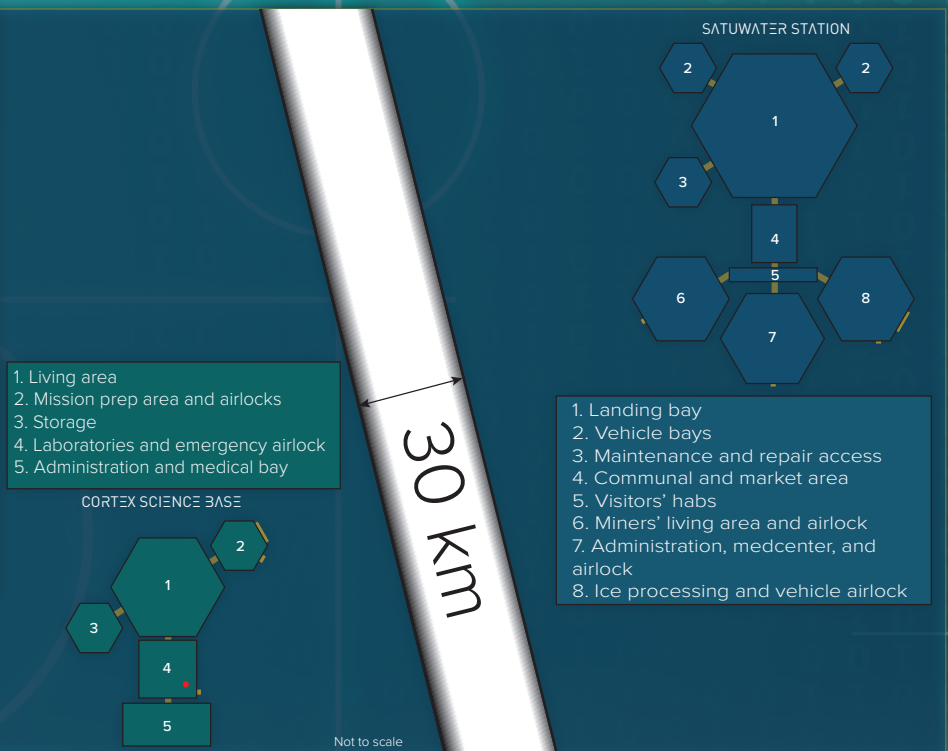 SATUWATER STATION
2
2
1
3
4
5
6
8
7
1. Landing bay
2. Vehicle bays
3. Maintenance and repair access
4. Communal and market area
5. Visitors’ habs
6. Miners’ living area and airlock
7. Administration, medcenter, and
airlock
8. Ice processing and vehicle airlock
30 km
1. Living area
2. Mission prep area and airlocks
3. Storage
4. Laboratories and emergency airlock
5. Administration and medical bay
CORTEX SCIENCE BASE
2
1
3
4
5
Not to scale